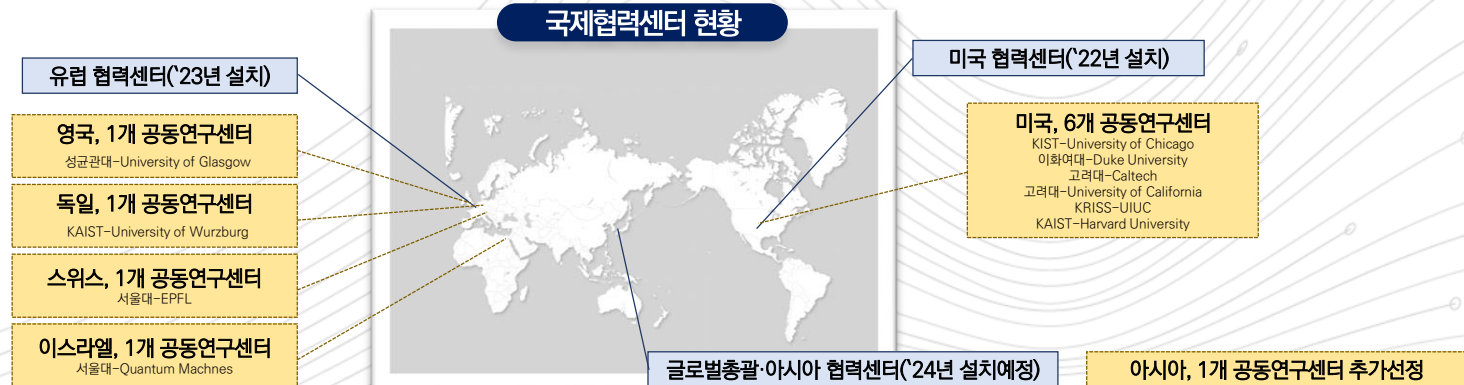 국제협력센터 현황
유럽 협력센터(`23년 설치)
영국, 1개 공동연구센터
성균관대-University of Glasgow
독일, 1개 공동연구센터
KAIST-University of Wurzburg
스위스, 1개 공동연구센터
서울대-EPFL
이스라엘, 1개 공동연구센터
서울대-Quantum Machnes
미국 협력센터(`22년 설치)
미국, 6개 공동연구센터
KIST-University of Chicago
이화여대-Duke University
고려대-Caltech
고려대-University of California
KRISS-UIUC
KAIST-Harvard University
글로벌총괄·아시아 협력센터(`24년 설치예정)
아시아, 1개 공동연구센터 추가선정